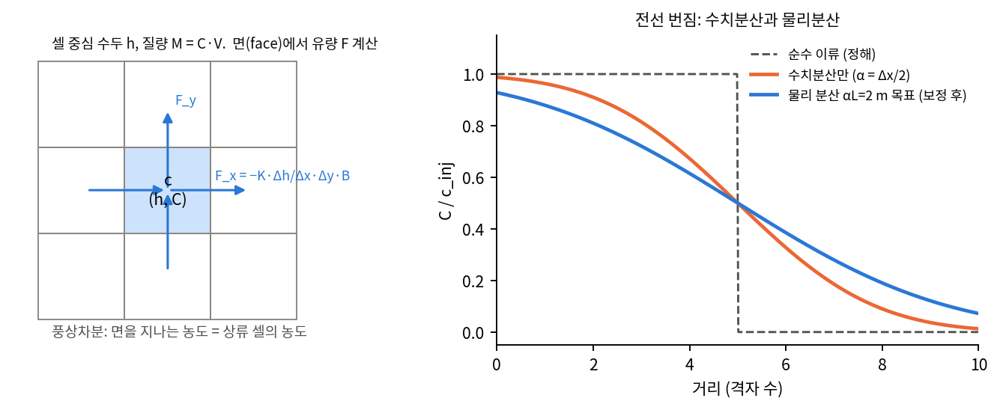 셀 중심 수두 h, 질량 M = C·V.  면(face)에서 유량 F 계산
F_y
F_x = −K·Δh/Δx·Δy·B
c
(h, C)
풍상차분: 면을 지나는 농도 = 상류 셀의 농도
전선 번짐: 수치분산과 물리분산
순수 이류 (정해)
수치분산만 (α = Δx/2)
물리 분산 αL=2 m 목표 (보정 후)
C / c_inj
1.0
0.8
0.6
0.4
0.2
0.0
0 2 4 6 8 10
거리 (격자 수)